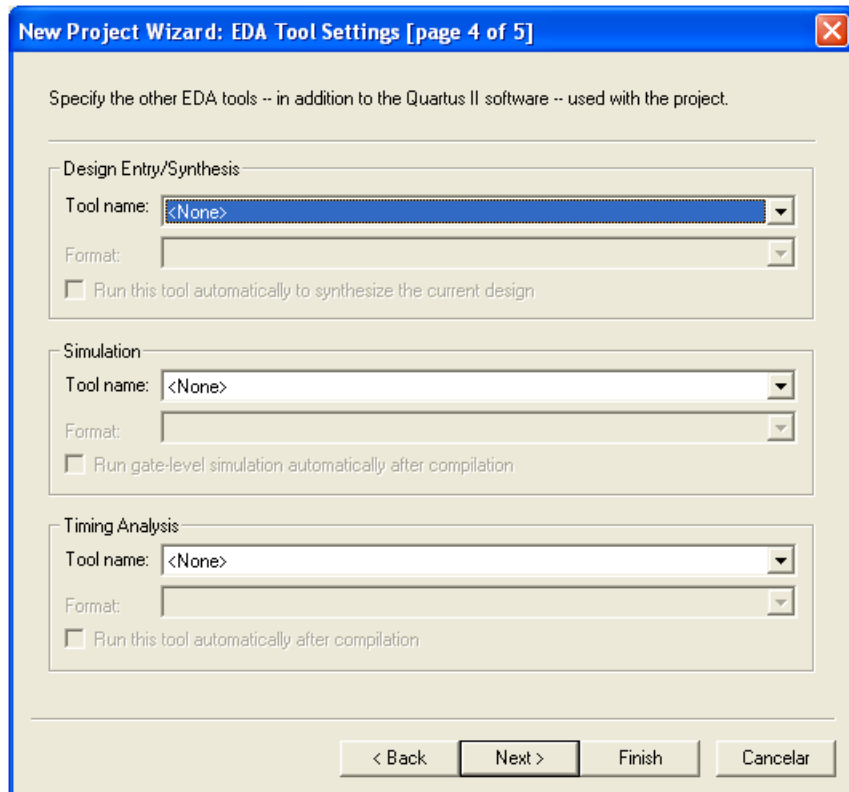 New Project Wizard: EDA Tool Settings [page 4 of 5]
Specify the other EDA tools -- in addition to the Quartus II software -- used with the project.
Design Entry/Synthesis
Tool name: <None>
Format:
Run this tool automatically to synthesize the current design
Simulation
Tool name: <None>
Format:
Run gate-level simulation automatically after compilation
Timing Analysis
Tool name: <None>
Format:
Run this tool automatically after compilation
< Back Next > Finish Cancelar